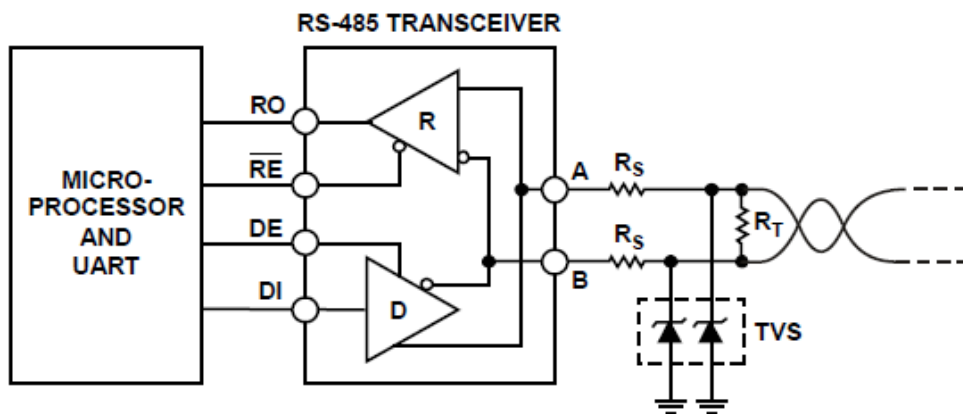 RS-485 TRANSCEIVER
RO
R
RE
MICRO-
PROCESSOR
AND
UART
DE
DI
D
A
RS
B
RS
RT
TVS